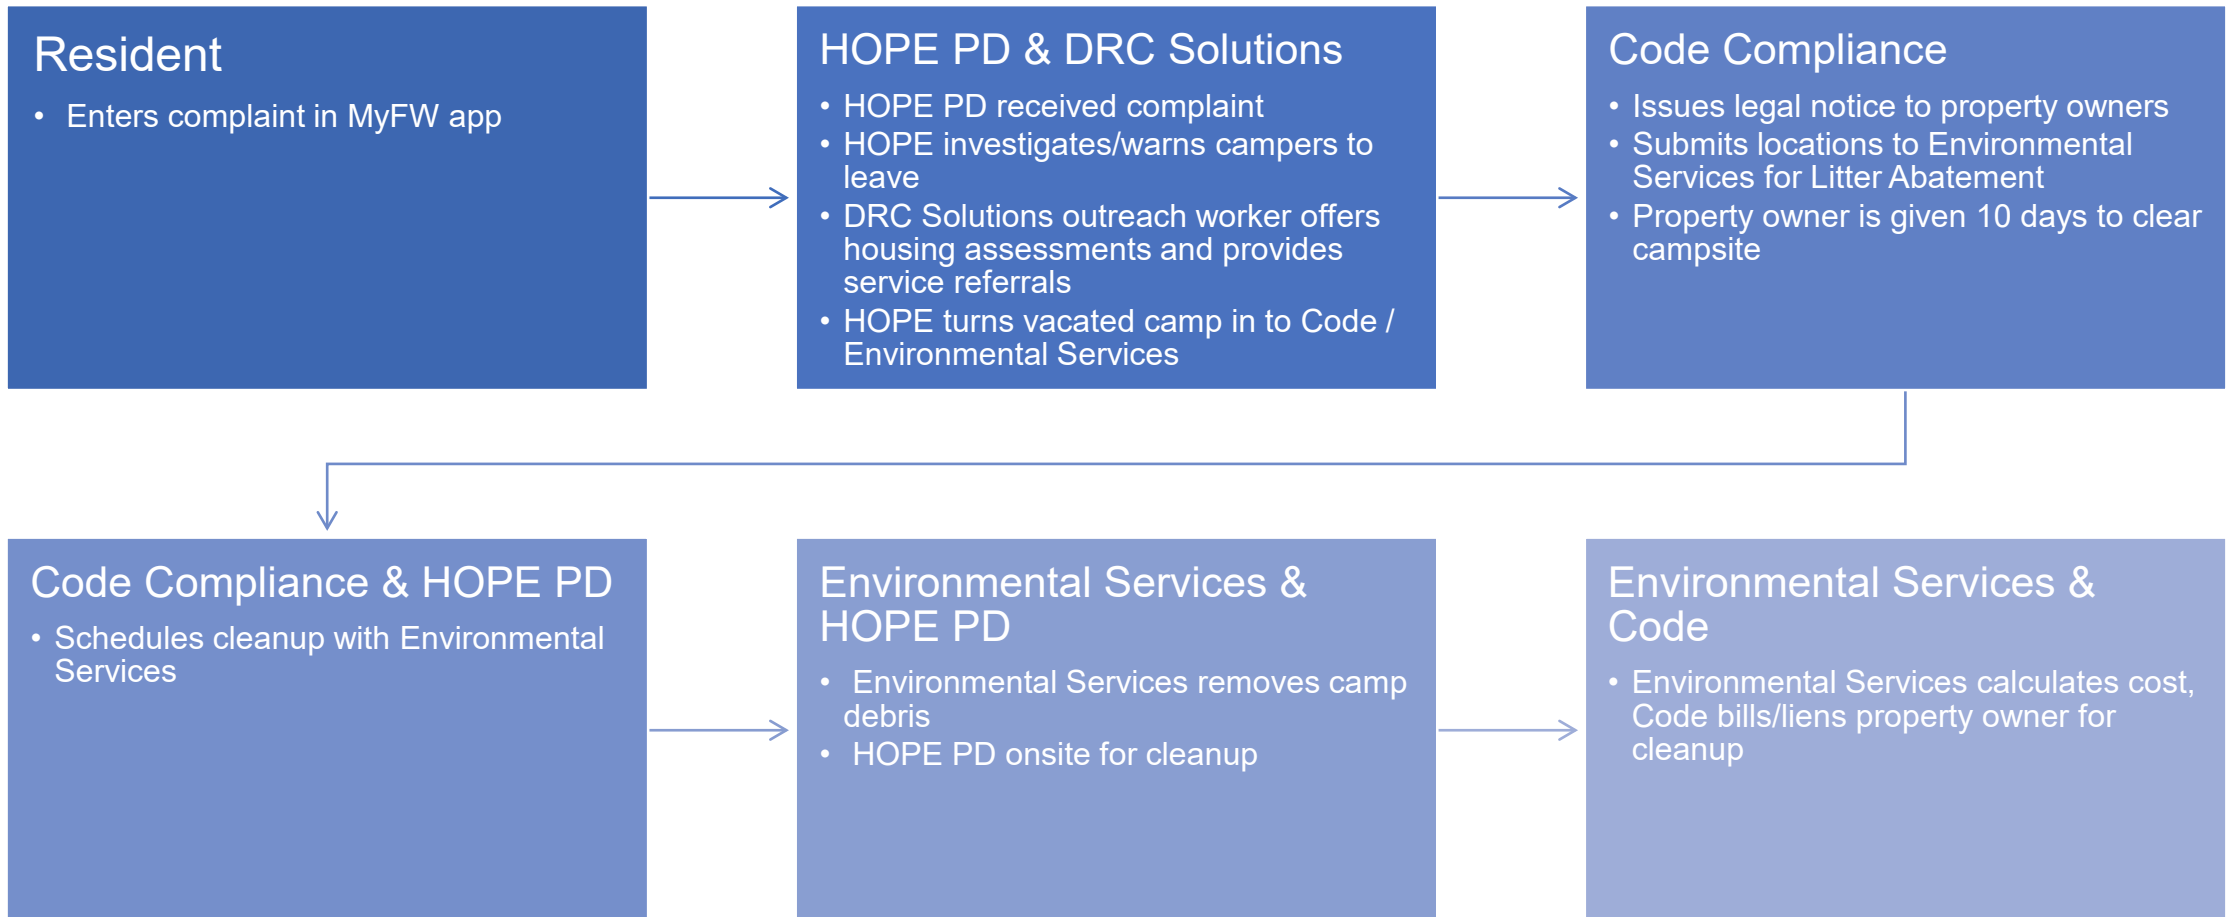 Resident
• Enters complaint in MyFW app
HOPE PD & DRC Solutions
• HOPE PD received complaint
• HOPE investigates/warns campers to
leave
• DRC Solutions outreach worker offers
housing assessments and provides
service referrals
• HOPE turns vacated camp in to Code /
Environmental Services
Code Compliance
• Issues legal notice to property owners
• Submits locations to Environmental
Services for Litter Abatement
• Property owner is given 10 days to clear
campsite
Code Compliance & HOPE PD
• Schedules cleanup with Environmental
Services
Environmental Services &
HOPE PD
• Environmental Services removes camp
debris
• HOPE PD onsite for cleanup
Environmental Services &
Code
• Environmental Services calculates cost,
Code bills/liens property owner for
cleanup